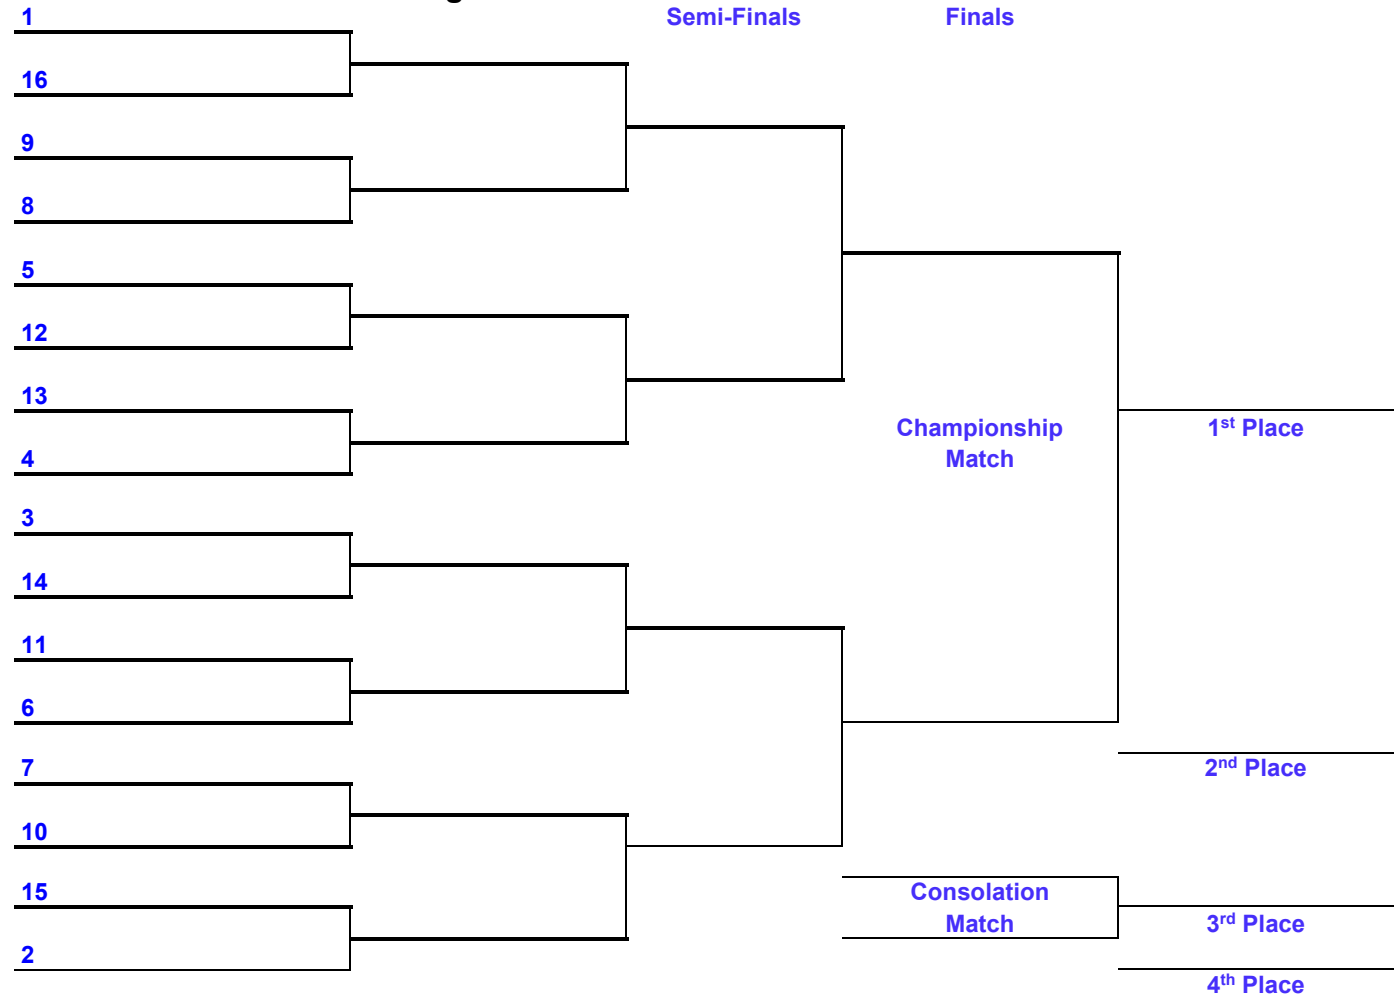 1
Semi-Finals
Finals
16
9
8
5
12
13
4
Championship
Match
1st Place
3
14
11
6
7
2nd Place
10
15
Consolation
Match
3rd Place
2
4th Place